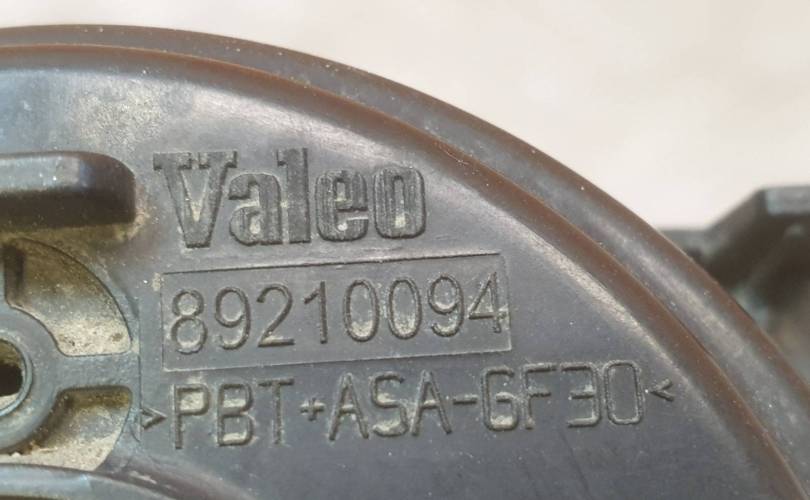 Valeo
89210094
>PBT+ASA-GF30<